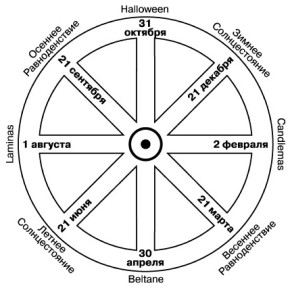 Halloween
31
октября
Зимнее
Солнцестояние
21 декабря
Candlemas
2 февраля
Весеннее
Равноденствие
21 марта
Beltane
30
апреля
Летнее
Солнцестояние
21 июня
Laminas
1 августа
Осеннее
Равноденствие
21 сентября